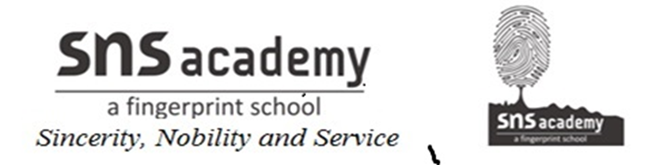 sns academy
a fingerprint school
Sincerity, Nobility and Service
sns academy
a fingerprint school